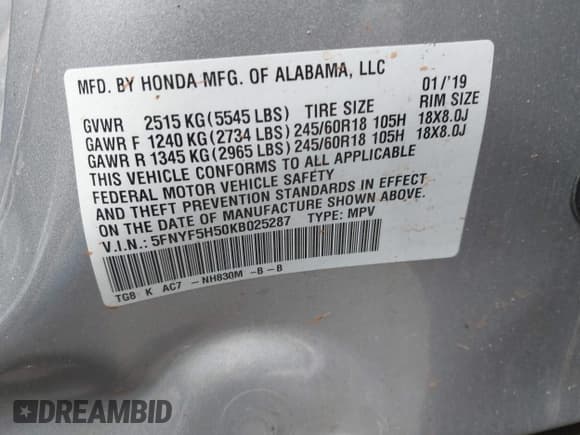 MFD. BY HONDA MFG. OF ALABAMA, LLC 01/'19
GVWR 2515 KG(5545 LBS) TIRE SIZE RIM SIZE
GAWR F 1240 KG(2734 LBS)245/60R18 105H 18X8.0J
GAWR R 1345 KG(2965 LBS)245/60R18 105H 18X8.0J
THIS VEHICLE CONFORMS TO ALL APPLICABLE
FEDERAL MOTOR VEHICLE SAFETY
AND THEFT PREVENTION STANDARDS IN EFFECT
ON THE DATE OF MANUFACTURE SHOWN ABOVE.
V.I.N.: 5FNYF5H50KB025287 TYPE: MPV
TG8 K AC7 -NH830M -B-B
DREAMBID